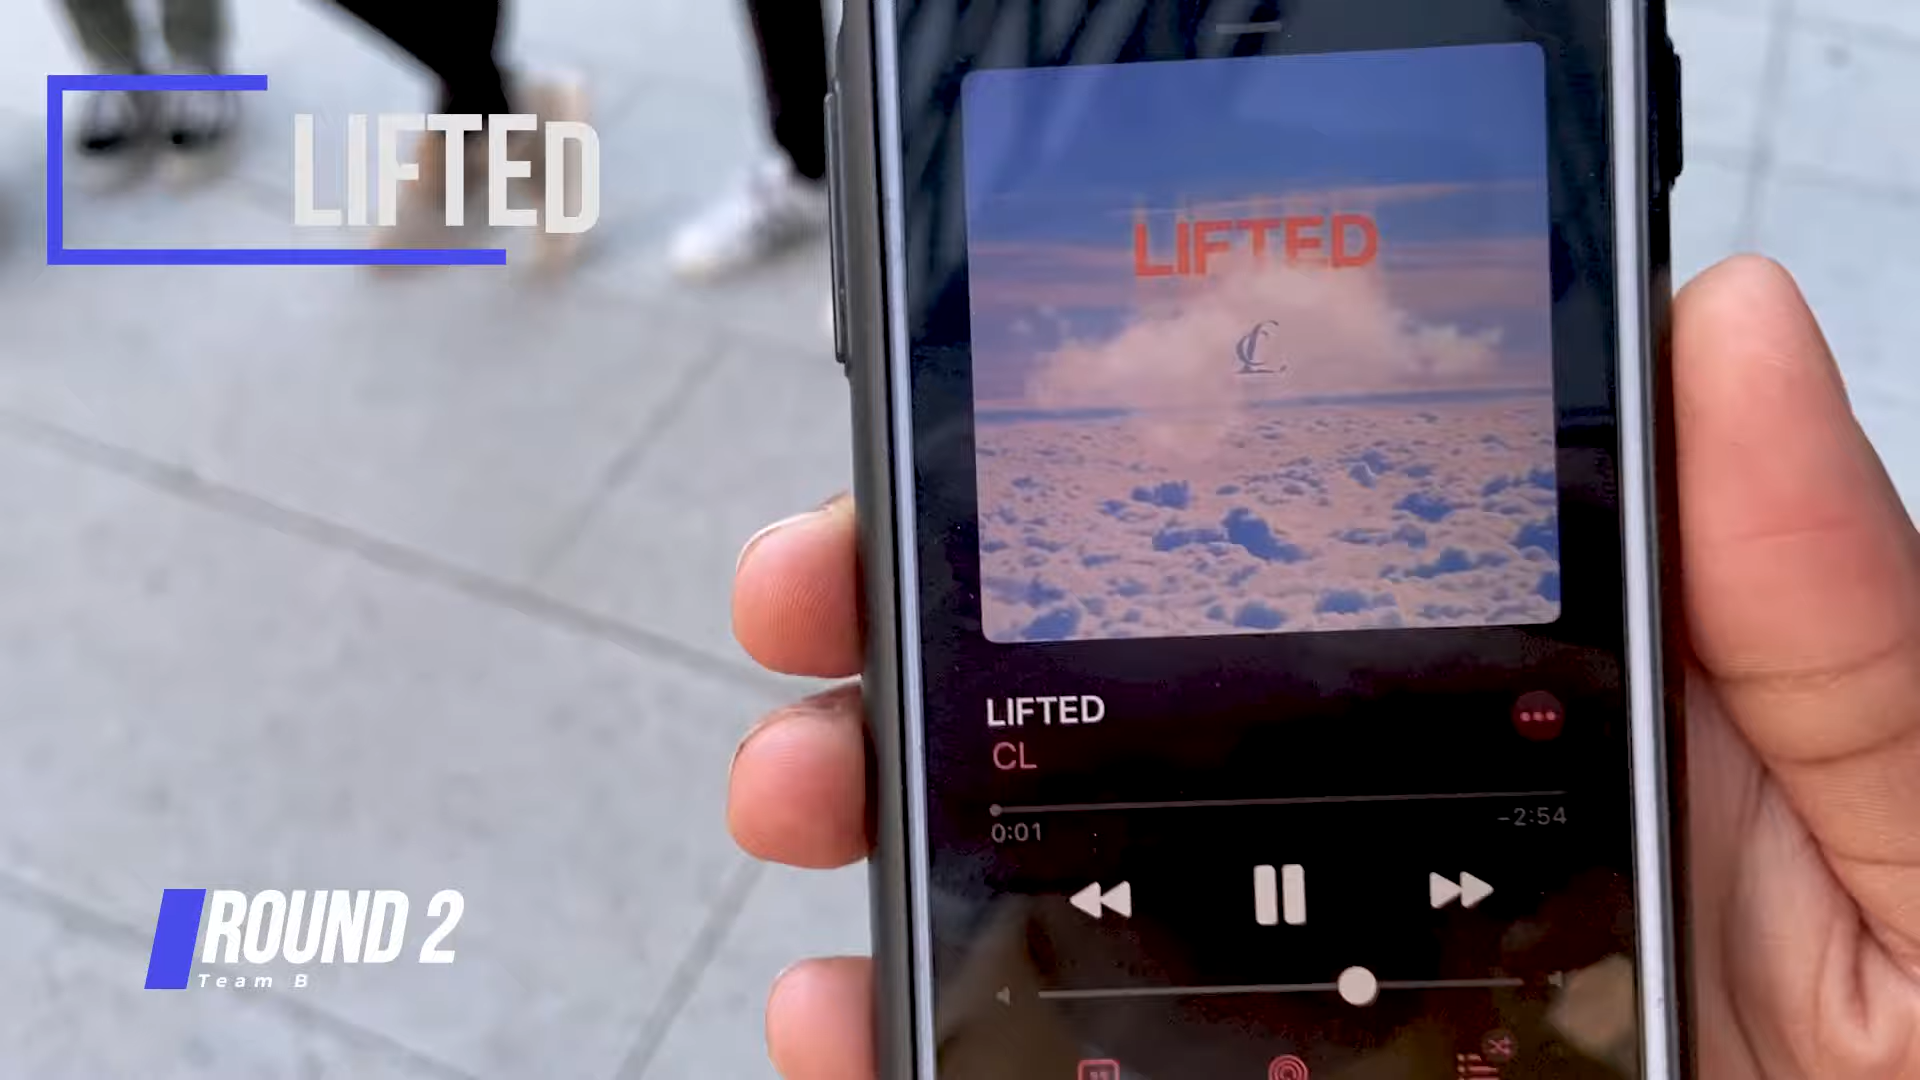 LIFTED
LIFTED
CL
LIFTED
CL
0:01
-2:54
ROUND 2
Team B